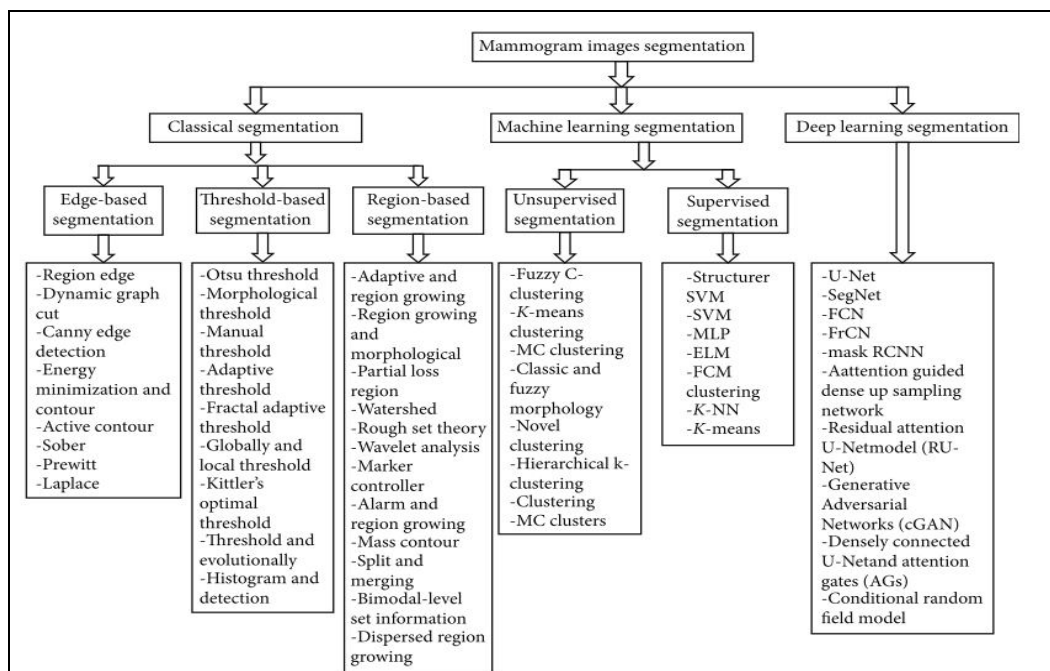 Mammogram images segmentation
Classical segmentation
Machine learning segmentation
Deep learning segmentation
Edge-based
segmentation
Threshold-based
segmentation
Region-based
segmentation
Unsupervised
segmentation
Supervised
segmentation
-Region edge
-Dynamic graph
cut
-Canny edge
detection
-Energy
minimization and
contour
-Active contour
-Sober
-Prewitt
-Laplace
-Otsu threshold
-Morphological
threshold
-Manual
threshold
-Adaptive
threshold
-Fractal adaptive
threshold
-Globally and
local threshold
-Kittler's
optimal
threshold
-Threshold and
evolutionally
-Histogram and
detection
-Adaptive and
region growing
-Region growing
and
morphological
-Partial loss
region
-Watershed
-Rough set theory
-Wavelet analysis
-Marker
controller
-Alarm and
region growing
-Mass contour
-Split and
merging
-Bimodal-level
set information
-Dispersed region
growing
-Fuzzy C-
clustering
-K-means
clustering
-MC clustering
-Classic and
fuzzy
morphology
-Novel
clustering
-Hierarchical k-
clustering
-Clustering
-MC clusters
-Structurer
SVM
-SVM
-MLP
-ELM
-FCM
clustering
-K-NN
-K-means
-U-Net
-SegNet
-FCN
-FrCN
-mask RCNN
-Aattention guided
dense up sampling
network
-Residual attention
U-Netmodel (RU-
Net)
-Generative
Adversarial
Networks (cGAN)
-Densely connected
U-Netand attention
gates (AGs)
-Conditional random
field model